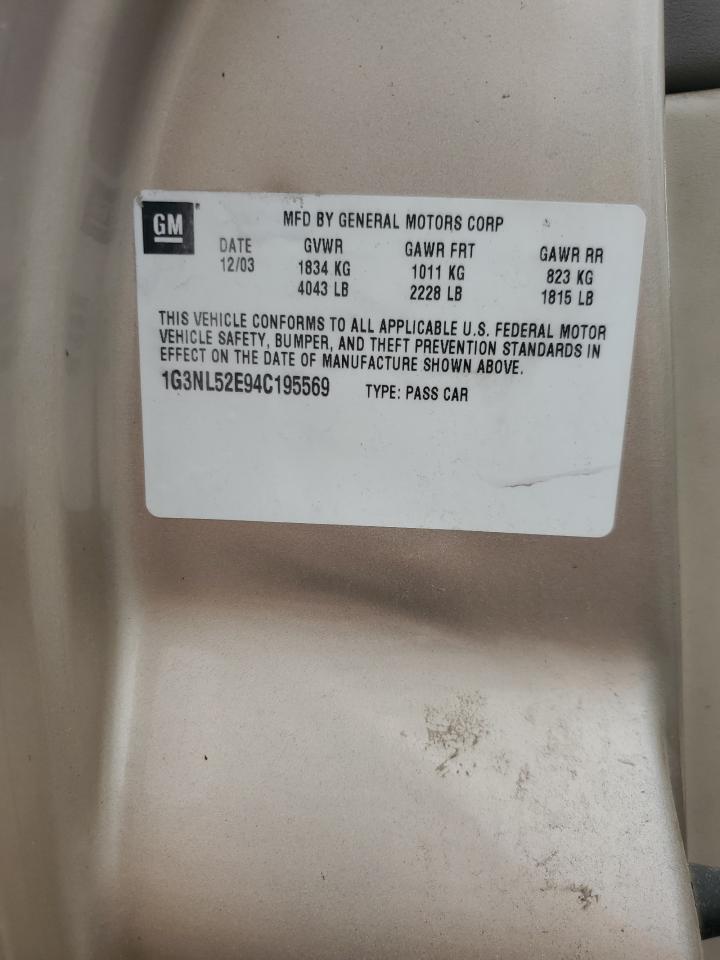 GM
MFD BY GENERAL MOTORS CORP
DATE GVWR GAWR FRT GAWR RR
12/03 1834 KG 1011 KG 823 KG
4043 LB 2228 LB 1815 LB
THIS VEHICLE CONFORMS TO ALL APPLICABLE U.S. FEDERAL MOTOR
VEHICLE SAFETY, BUMPER, AND THEFT PREVENTION STANDARDS IN
EFFECT ON THE DATE OF MANUFACTURE SHOWN ABOVE.
1G3NL52E94C195569 TYPE: PASS CAR